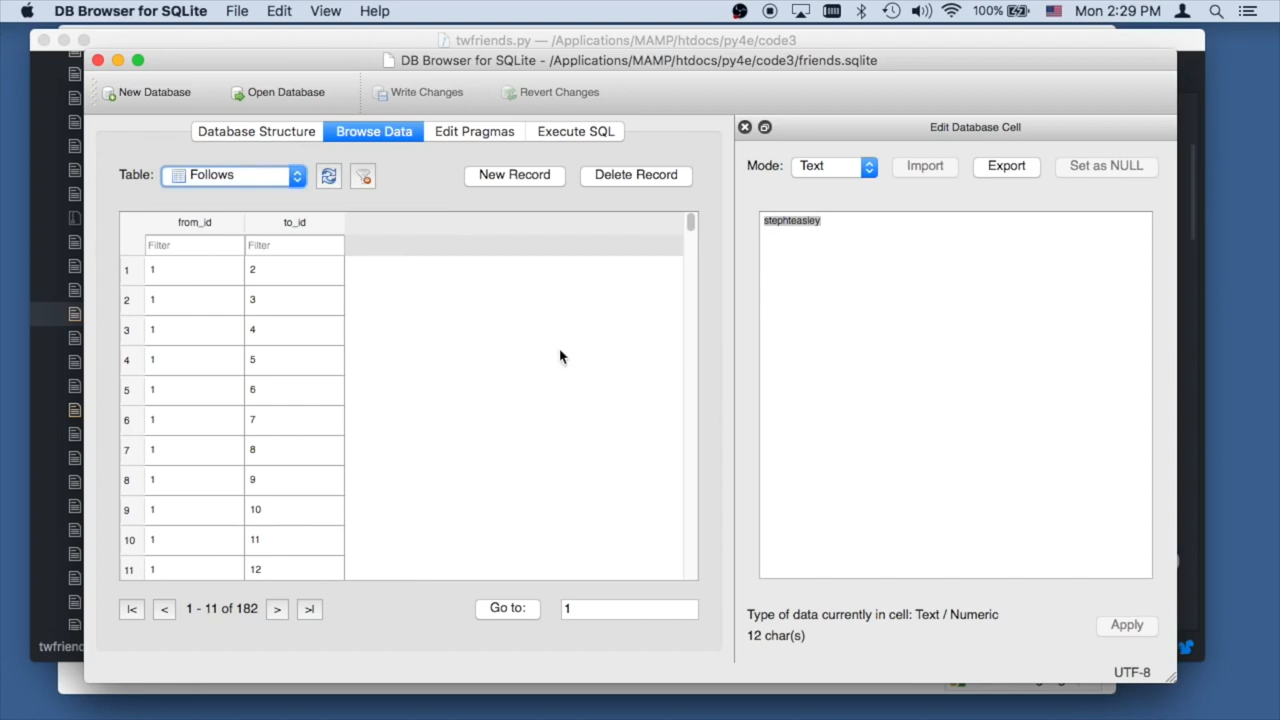 DB Browser for SQLite File Edit View Help 100% Mon 2:29 PM
twfriends.py — /Applications/MAMP/htdocs/py4e/code3
DB Browser for SQLite - /Applications/MAMP/htdocs/py4e/code3/friends.sqlite
New Database Open Database Write Changes Revert Changes
Database Structure Browse Data Edit Pragmas Execute SQL
Table: Follows New Record Delete Record
from_id to_id
Filter Filter
1 1 2
2 1 3
3 1 4
4 1 5
5 1 6
6 1 7
7 1 8
8 1 9
9 1 10
10 1 11
11 1 12
|< < 1 - 11 of 182 > >| Go to: 1
Edit Database Cell
Mode: Text Import Export Set as NULL
stephteasley
Type of data currently in cell: Text / Numeric
12 char(s)
Apply
UTF-8
twfriend